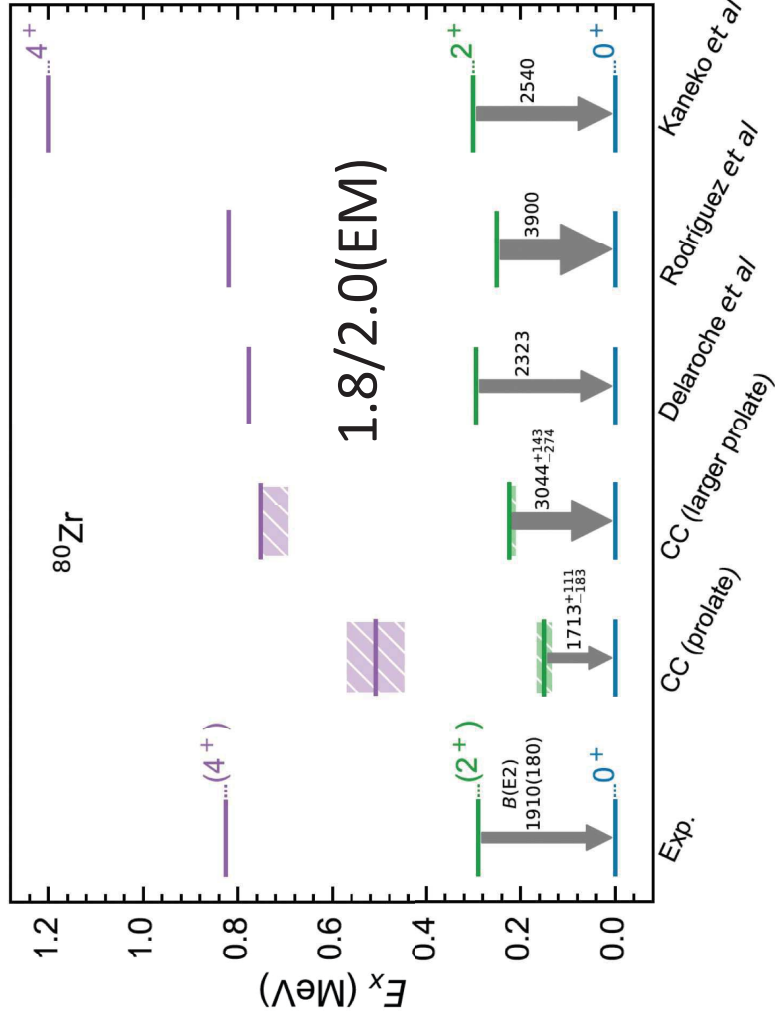 ⁸⁰Zr
1.8/2.0(EM)
Eₓ (MeV)
1.2
1.0
0.8
0.6
0.4
0.2
0.0
(4⁺)
(2⁺)
0⁺
B(E2)
1910(180)
1713⁺¹¹¹₋₁₈₃
3044⁺¹⁴³₋₂₇₄
2323
3900
2540
4⁺
2⁺
0⁺
Exp.
CC (prolate)
CC (larger prolate)
Delaroche et al
Rodríguez et al
Kaneko et al